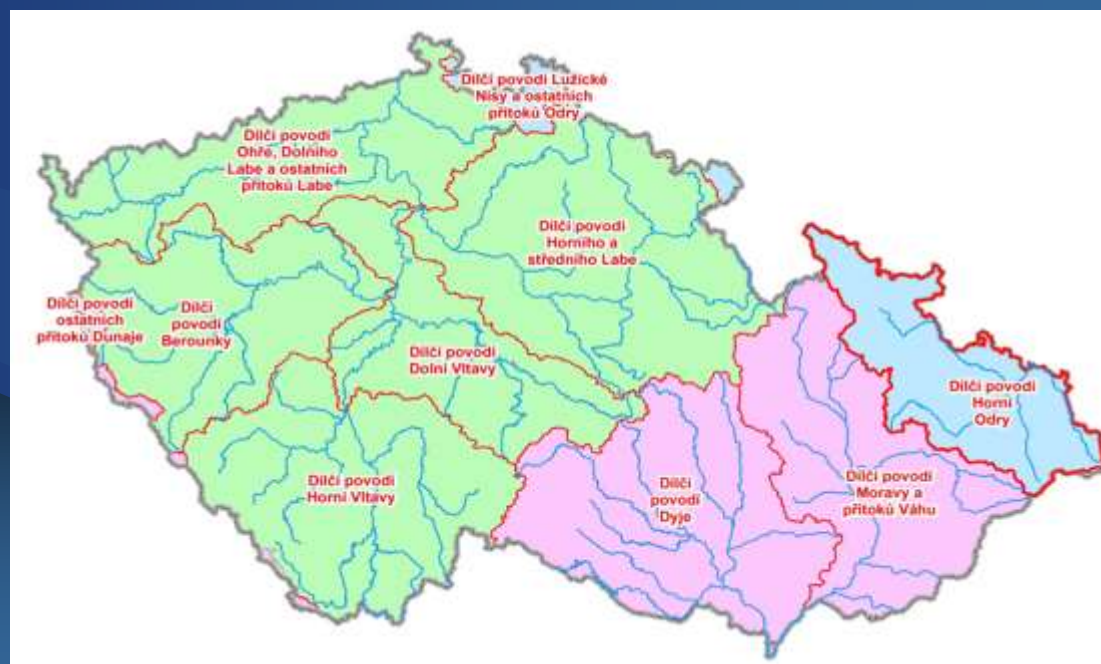 Dílčí povodí Lužické
Nisy a ostatních
přítoků Odry
Dílčí povodí
Ohře, Dolního
Labe a ostatních
přítoků Labe
Dílčí povodí
Horního a
středního Labe
Dílčí povodí
ostatních
přítoků Dunaje
Dílčí
povodí
Berounky
Dílčí povodí
Dolní Vltavy
Dílčí povodí
Horní
Odry
Dílčí povodí
Horní Vltavy
Dílčí
povodí
Dyje
Dílčí povodí
Moravy a
přítoků Váhu